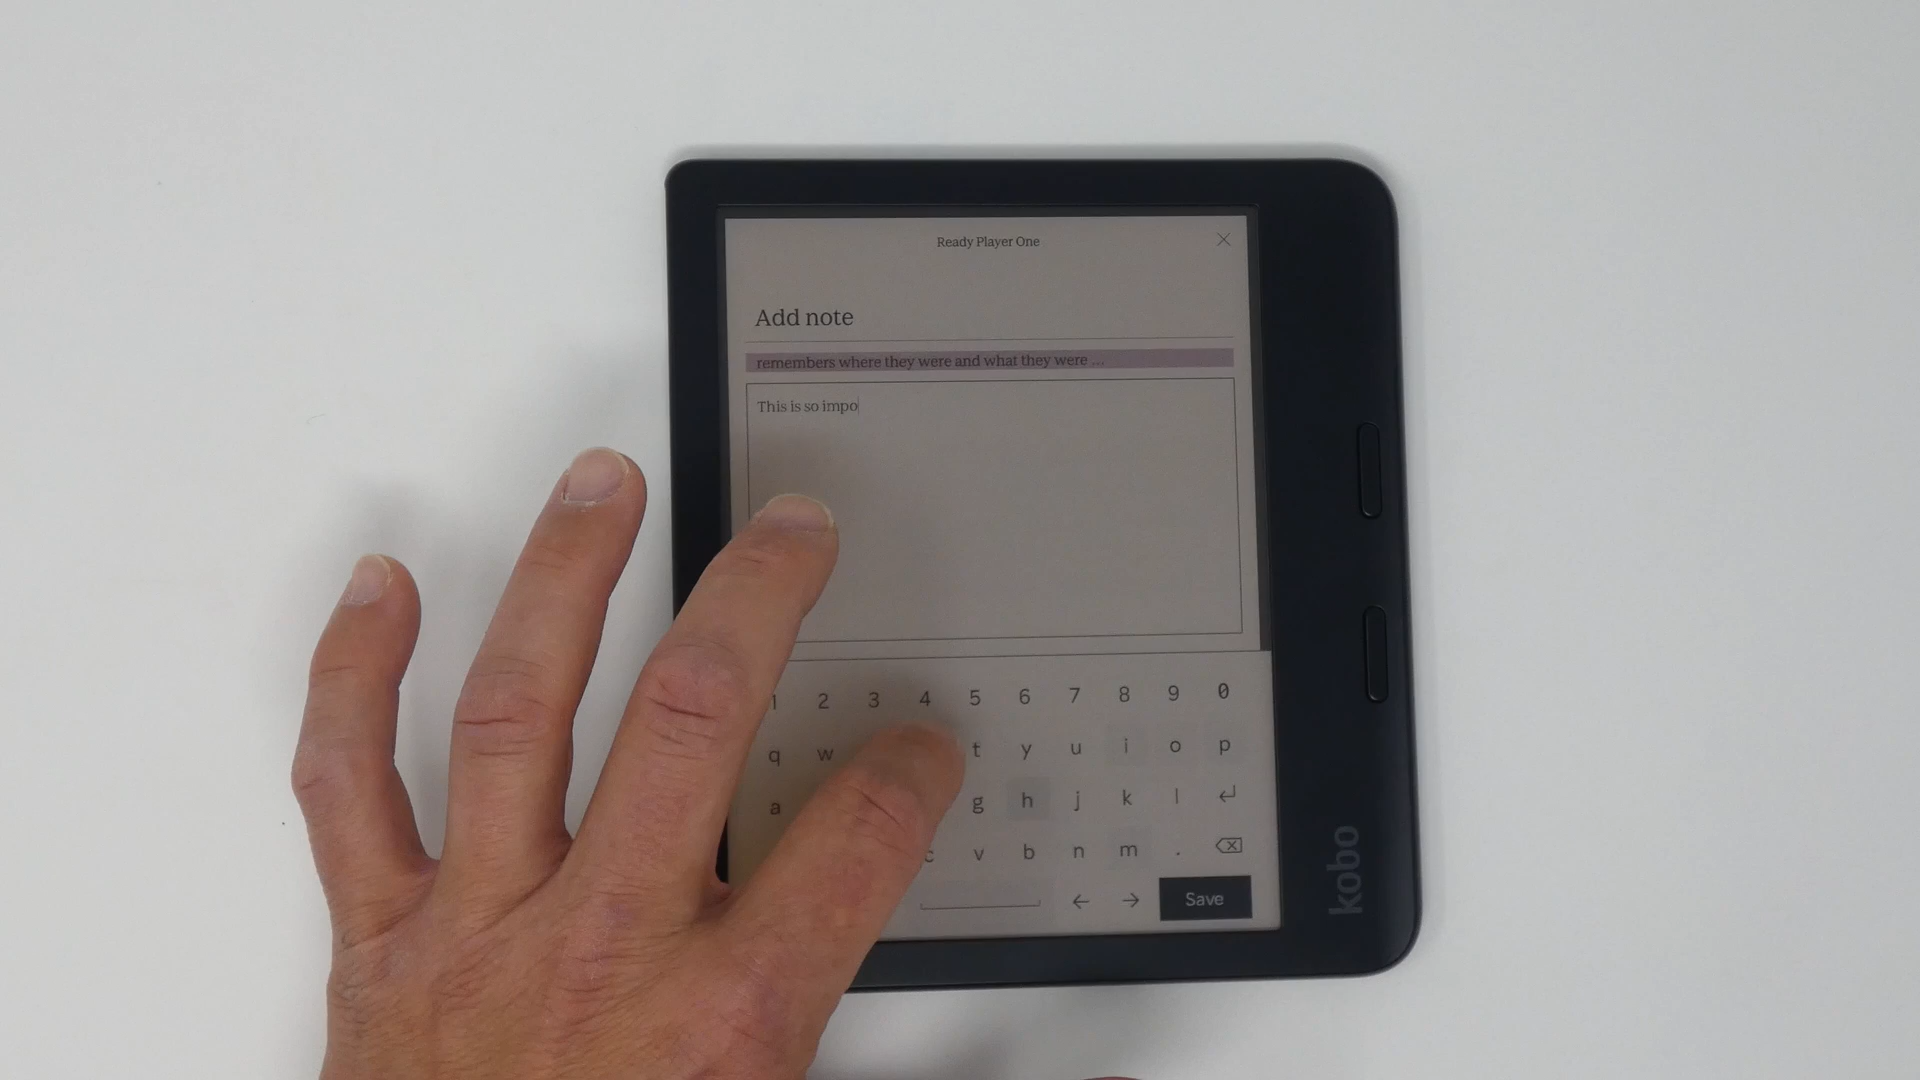 Ready Player One
Add note
remembers where they were and what they were ...
This is so impo
1 2 3 4 5 6 7 8 9 0
q w t y u i o p
a g h j k l
c v b n m .
Save
kobo